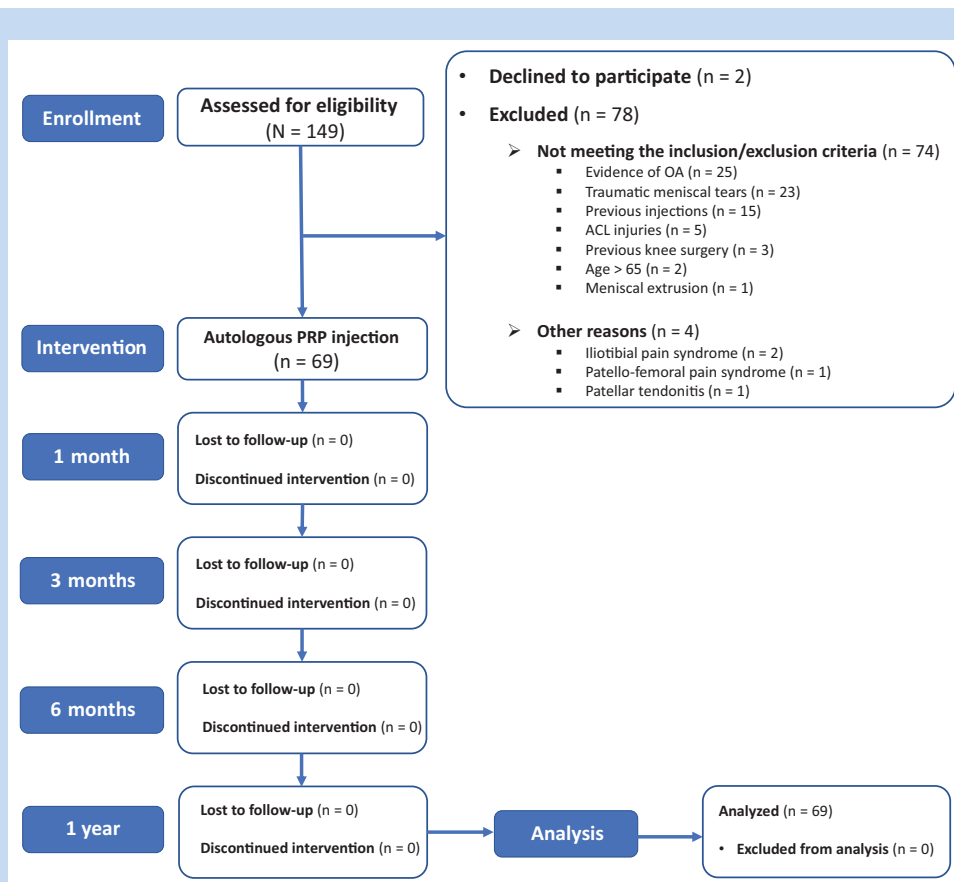 Enrollment
Assessed for eligibility
(N = 149)
• Declined to participate (n = 2)
• Excluded (n = 78)
➢ Not meeting the inclusion/exclusion criteria (n = 74)
▪ Evidence of OA (n = 25)
▪ Traumatic meniscal tears (n = 23)
▪ Previous injections (n = 15)
▪ ACL injuries (n = 5)
▪ Previous knee surgery (n = 3)
▪ Age > 65 (n = 2)
▪ Meniscal extrusion (n = 1)
➢ Other reasons (n = 4)
▪ Iliotibial pain syndrome (n = 2)
▪ Patello-femoral pain syndrome (n = 1)
▪ Patellar tendonitis (n = 1)
Intervention
Autologous PRP injection
(n = 69)
1 month
Lost to follow-up (n = 0)
Discontinued intervention (n = 0)
3 months
Lost to follow-up (n = 0)
Discontinued intervention (n = 0)
6 months
Lost to follow-up (n = 0)
Discontinued intervention (n = 0)
1 year
Lost to follow-up (n = 0)
Discontinued intervention (n = 0)
Analysis
Analyzed (n = 69)
• Excluded from analysis (n = 0)